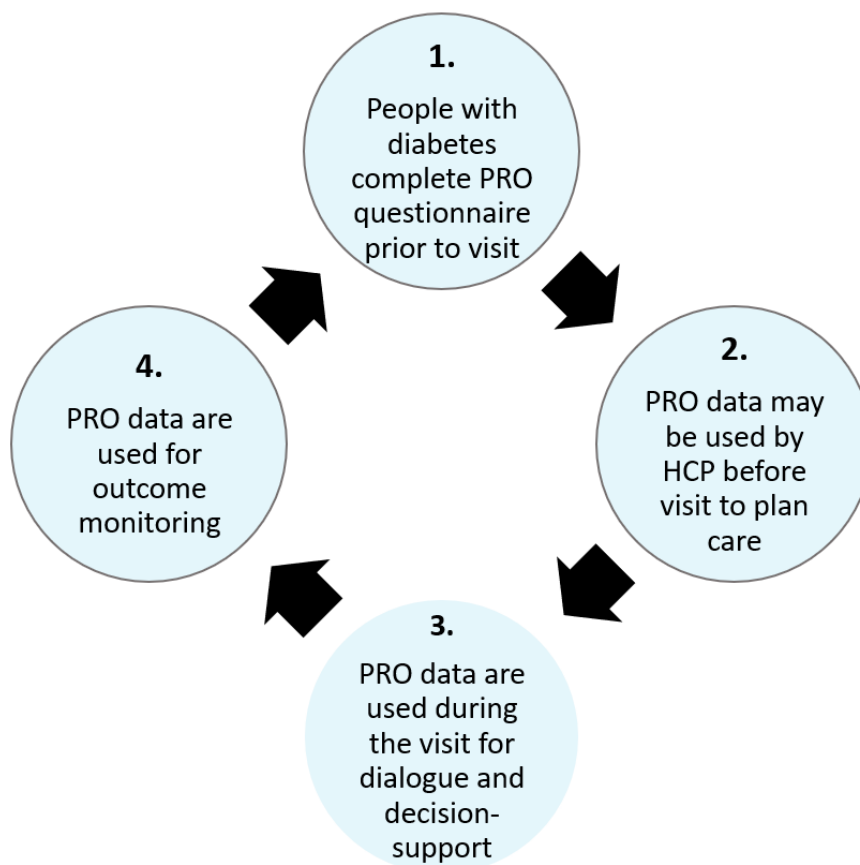 1.
People with
diabetes
complete PRO
questionnaire
prior to visit
2.
PRO data may
be used by
HCP before
visit to plan
care
3.
PRO data are
used during
the visit for
dialogue and
decision-
support
4.
PRO data are
used for
outcome
monitoring